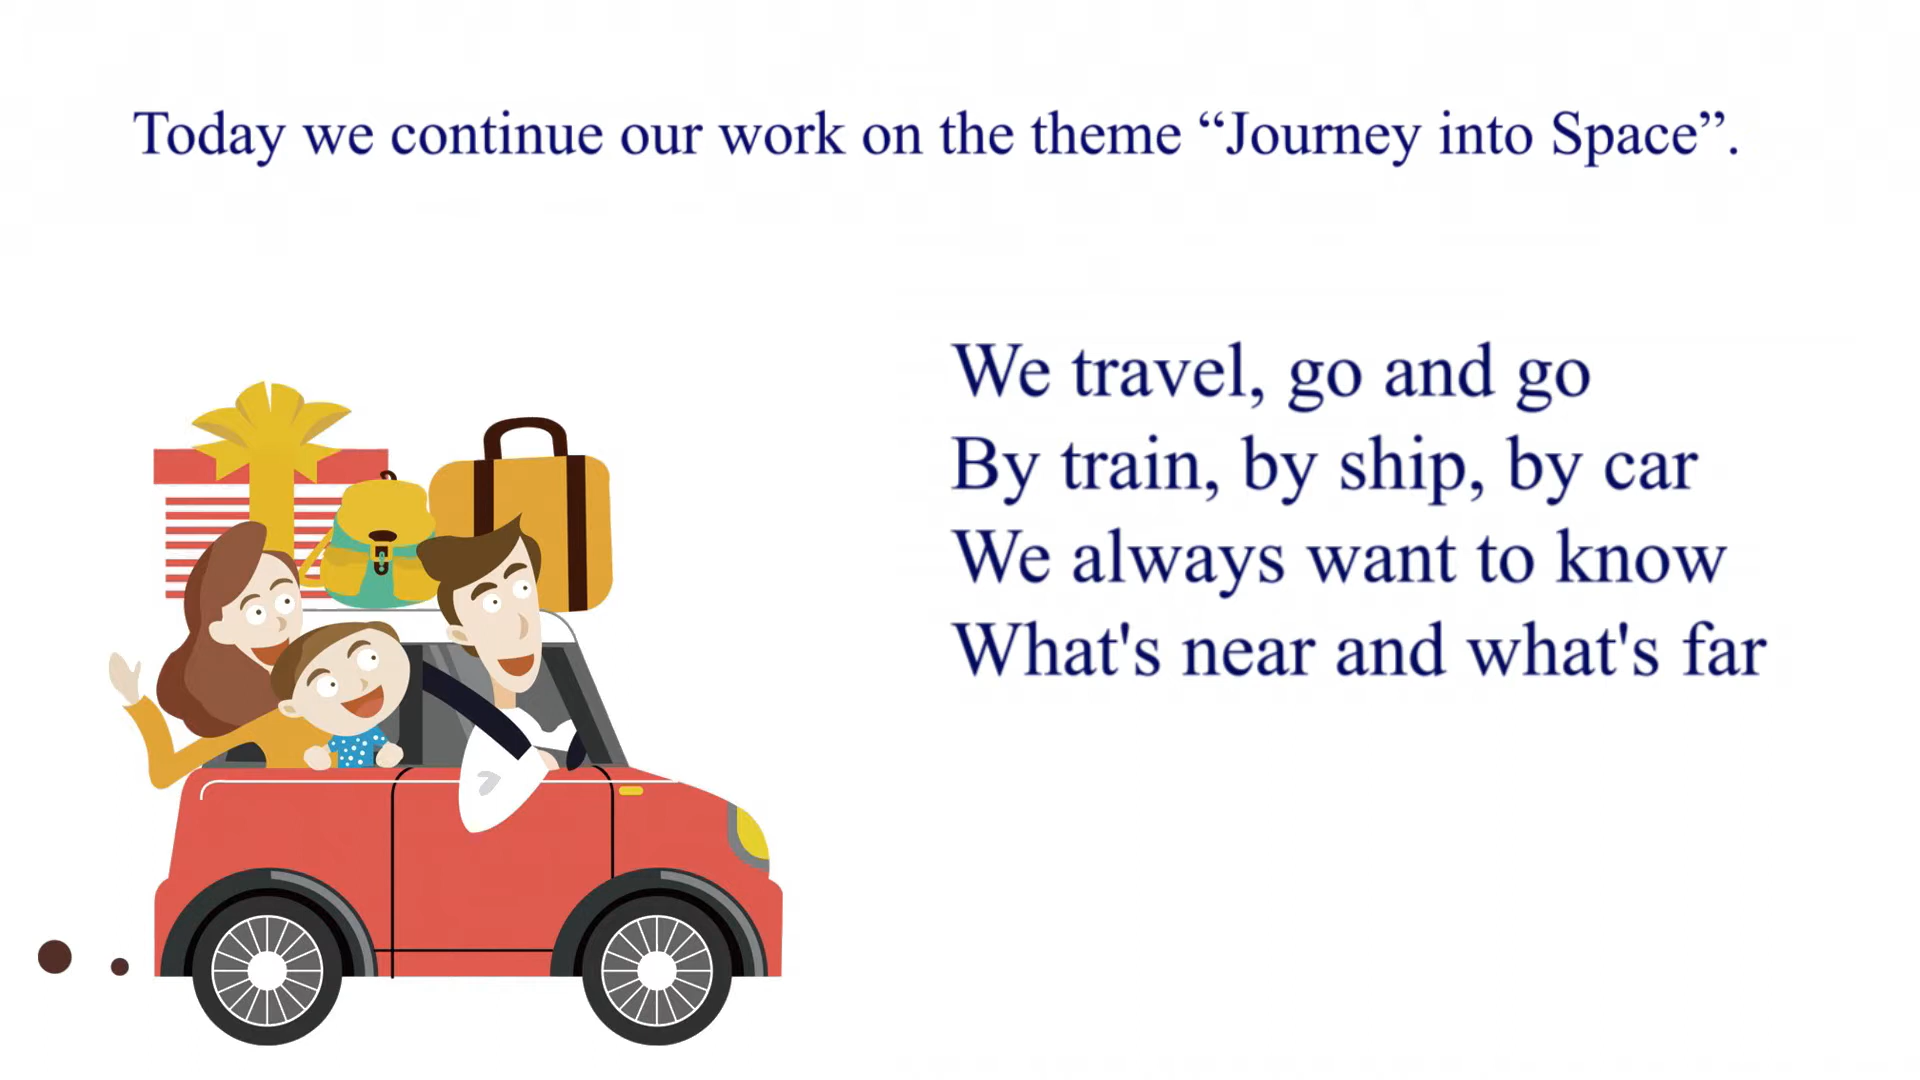 Today we continue our work on the theme “Journey into Space”.
We travel, go and go
By train, by ship, by car
We always want to know
What's near and what's far